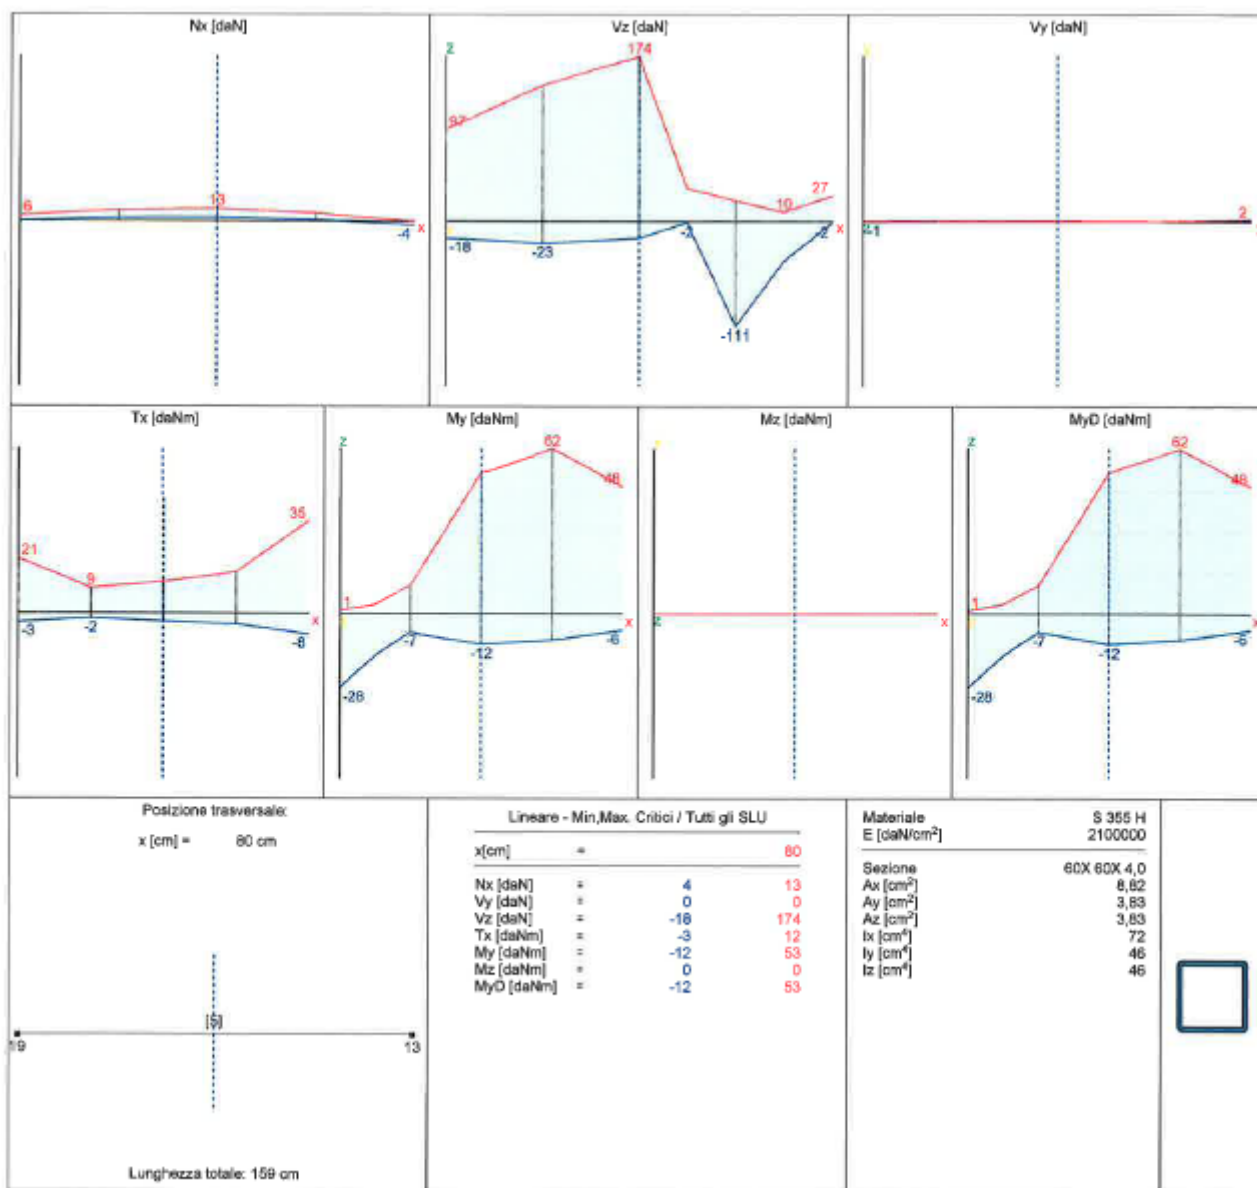 Nx [daN]
6
13
-4
x
Vz [daN]
z
174
97
27
10
x
-18
-23
-2
-2
-111
Vy [daN]
y
z
-1
2
Tx [daNm]
21
9
35
x
-3
-2
-8
My [daNm]
z
62
48
1
x
-7
-12
-6
-28
Mz [daNm]
z
x
MyD [daNm]
z
62
48
1
x
-7
-12
-6
-28
Posizione trasversale:
x [cm] = 80 cm
[5]
19 13
Lunghezza totale: 159 cm
Lineare - Min,Max. Critici / Tutti gli SLU
x[cm] = 80
Nx [daN] = 4 13
Vy [daN] = 0 0
Vz [daN] = -18 174
Tx [daNm] = -3 12
My [daNm] = -12 53
Mz [daNm] = 0 0
MyD [daNm] = -12 53
Materiale S 355 H
E [daN/cm²] 2100000
Sezione 60X 60X 4,0
Ax [cm²] 8,82
Ay [cm²] 3,83
Az [cm²] 3,83
Ix [cm⁴] 72
Iy [cm⁴] 46
Iz [cm⁴] 46